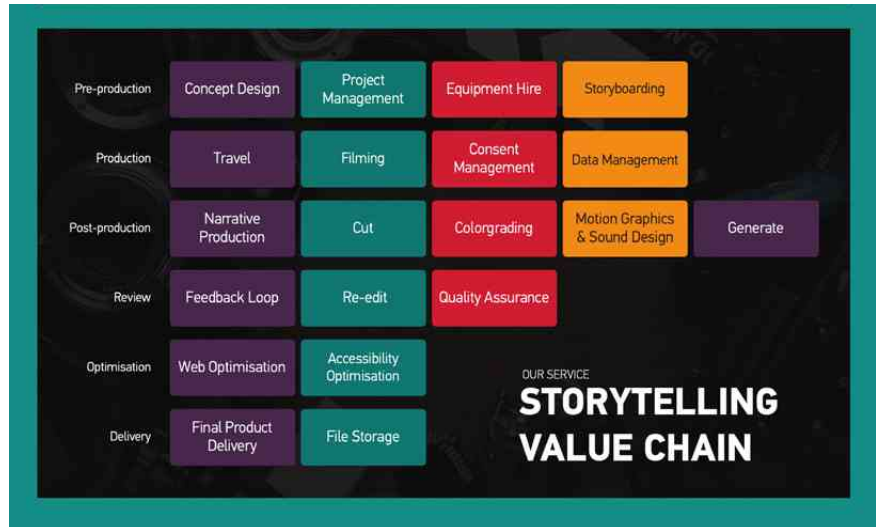 Pre-production
Concept Design
Project
Management
Equipment Hire
Storyboarding
Production
Travel
Filming
Consent
Management
Data Management
Post-production
Narrative
Production
Cut
Colorgrading
Motion Graphics
& Sound Design
Generate
Review
Feedback Loop
Re-edit
Quality Assurance
Optimisation
Web Optimisation
Accessibility
Optimisation
Delivery
Final Product
Delivery
File Storage
OUR SERVICE
STORYTELLING
VALUE CHAIN